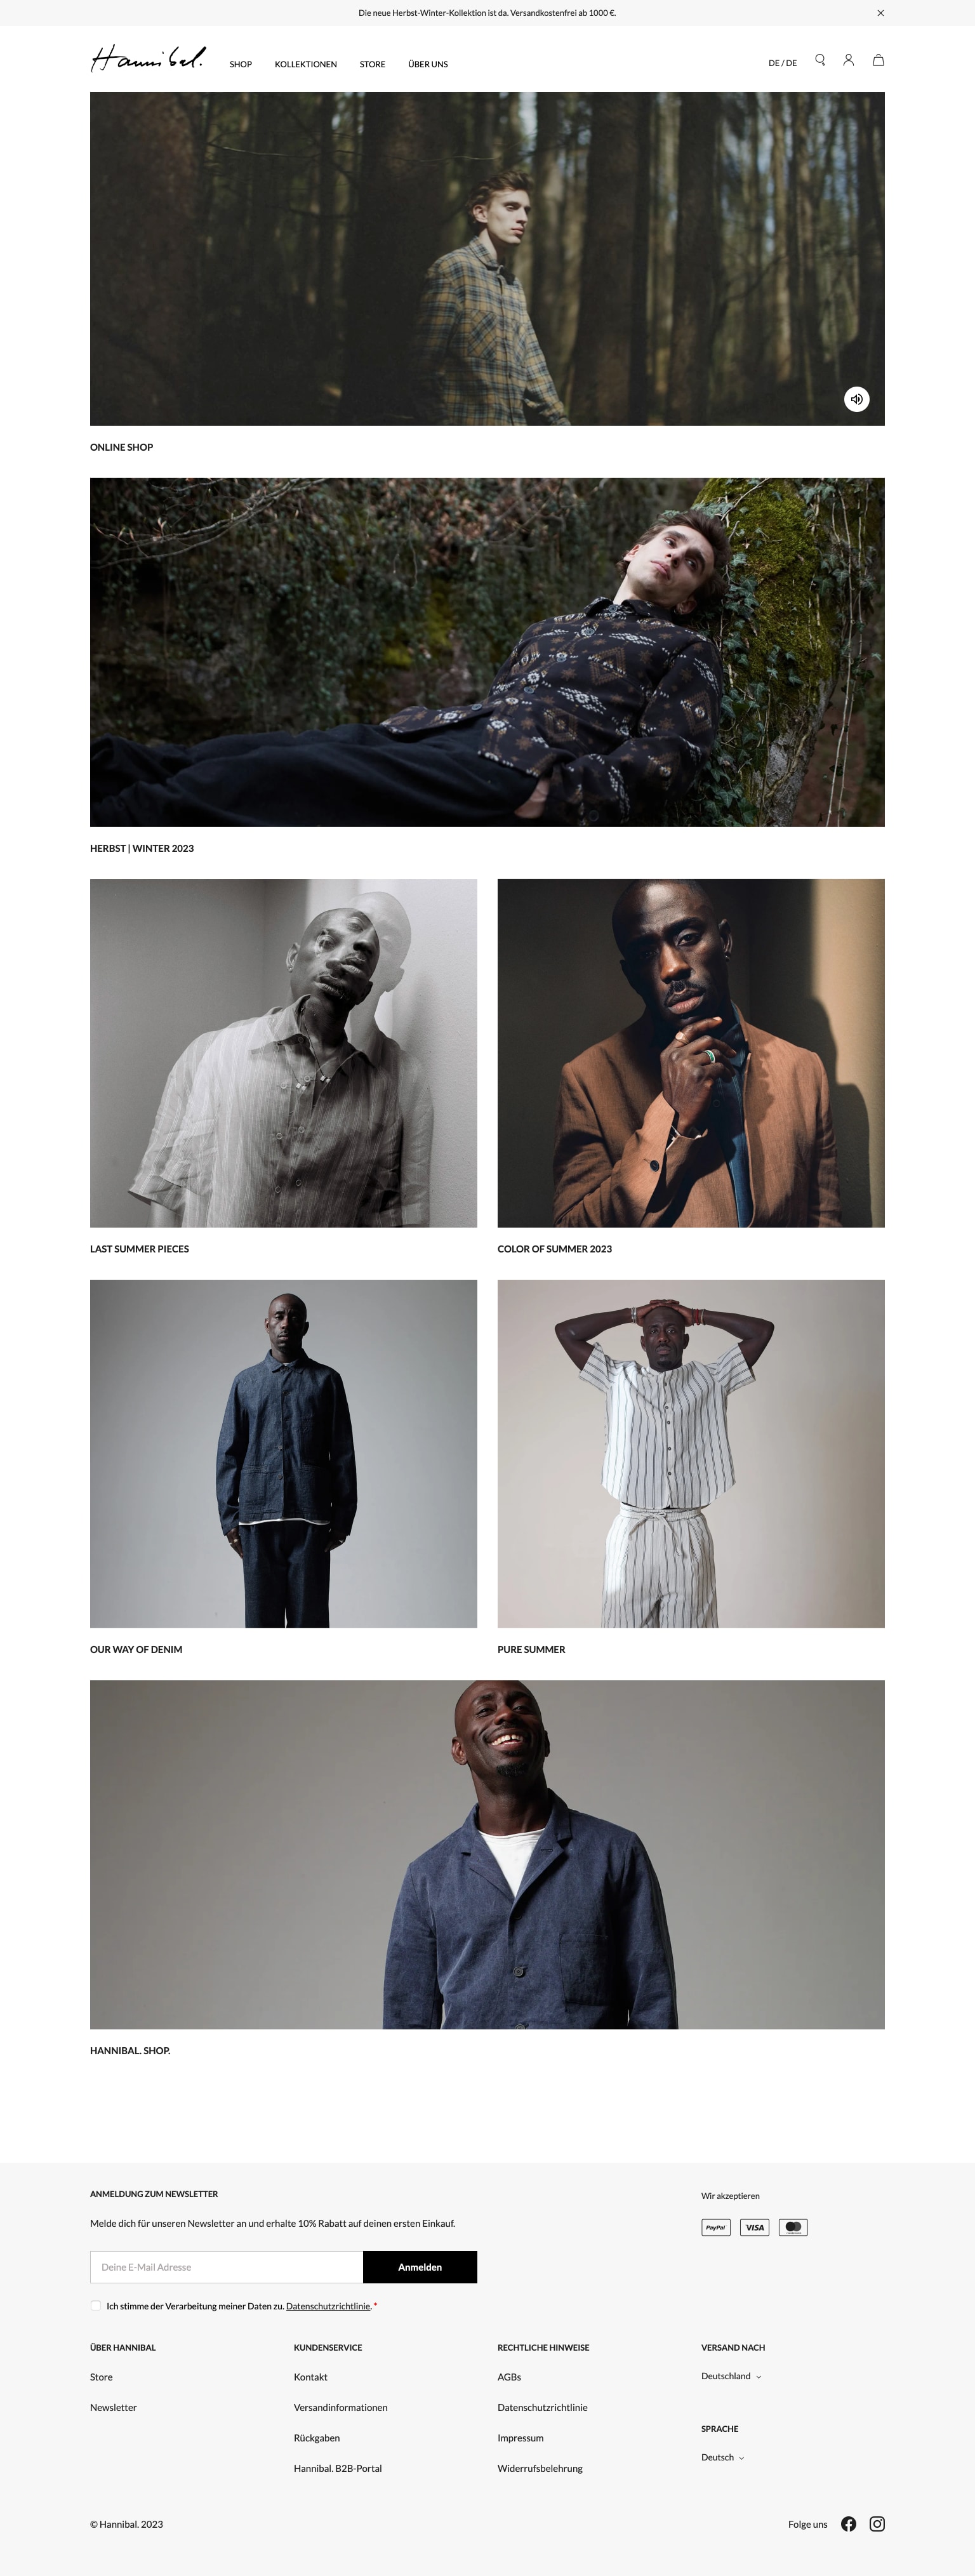 Die neue Herbst-Winter-Kollektion ist da. Versandkostenfrei ab 1000 €.
Hannibal.
SHOP KOLLEKTIONEN STORE ÜBER UNS DE / DE
ONLINE SHOP
HERBST | WINTER 2023
LAST SUMMER PIECES
COLOR OF SUMMER 2023
OUR WAY OF DENIM
PURE SUMMER
HANNIBAL. SHOP.
ANMELDUNG ZUM NEWSLETTER
Melde dich für unseren Newsletter an und erhalte 10% Rabatt auf deinen ersten Einkauf.
Deine E-Mail Adresse
Anmelden
Ich stimme der Verarbeitung meiner Daten zu. Datenschutzrichtlinie. *
Wir akzeptieren
PayPal VISA
ÜBER HANNIBAL
Store
Newsletter
KUNDENSERVICE
Kontakt
Versandinformationen
Rückgaben
Hannibal. B2B-Portal
RECHTLICHE HINWEISE
AGBs
Datenschutzrichtlinie
Impressum
Widerrufsbelehrung
VERSAND NACH
Deutschland
SPRACHE
Deutsch
© Hannibal. 2023
Folge uns